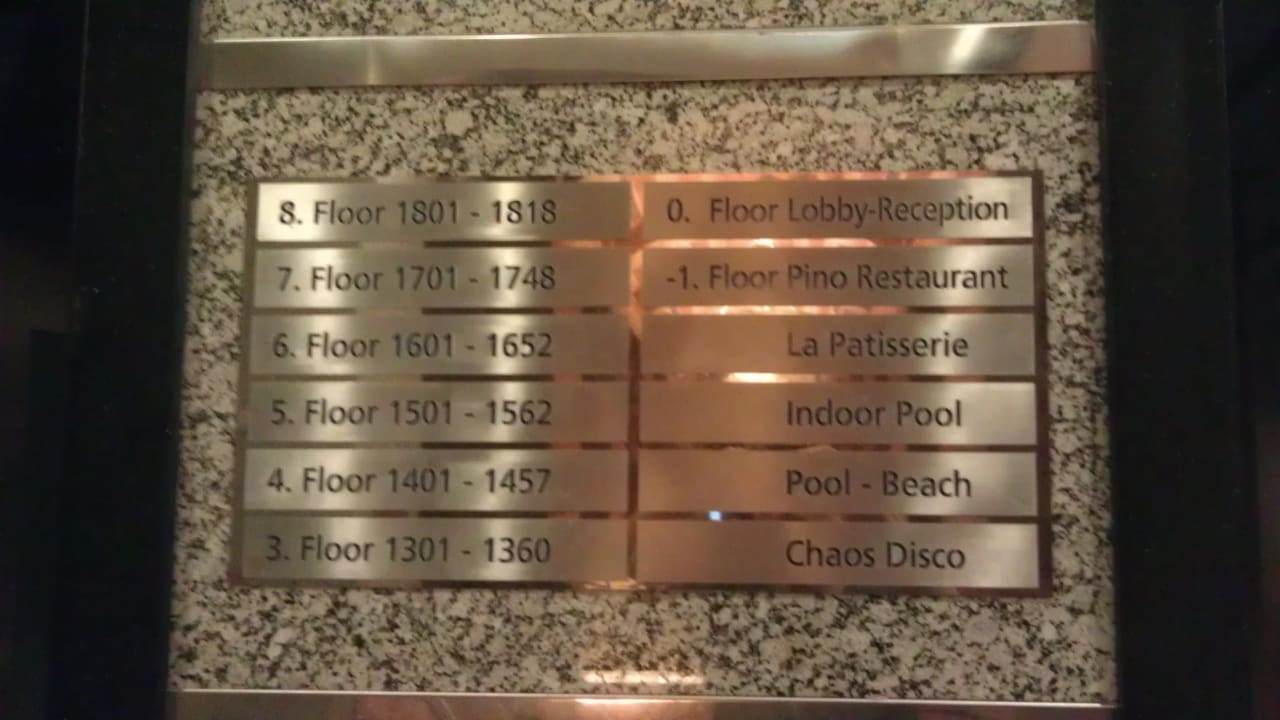 8. Floor 1801 - 1818
7. Floor 1701 - 1748
6. Floor 1601 - 1652
5. Floor 1501 - 1562
4. Floor 1401 - 1457
3. Floor 1301 - 1360
0. Floor Lobby-Reception
-1. Floor Pino Restaurant
La Patisserie
Indoor Pool
Pool - Beach
Chaos Disco